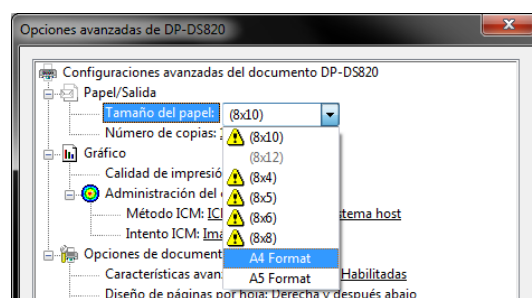 Opciones avanzadas de DP-DS820
Configuraciones avanzadas del documento DP-DS820
Papel/Salida
Tamaño del papel: (8x10)
Número de copias:
(8x10)
Gráfico
(8x12)
Calidad de impresió
(8x4)
Administración del
(8x5)
Método ICM: ICI
(8x6)
stema host
Intento ICM: Ima
(8x8)
Opciones de document
A4 Format
Características avan
Habilitadas
A5 Format
Diseño de páginas por hoja: Derecha y después abajo